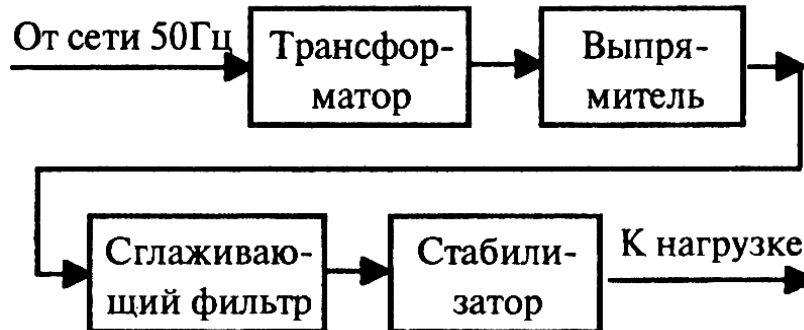 От сети 50Гц
Трансфор-
матор
Выпря-
митель
Сглаживаю-
щий фильтр
Стабили-
затор
К нагрузке